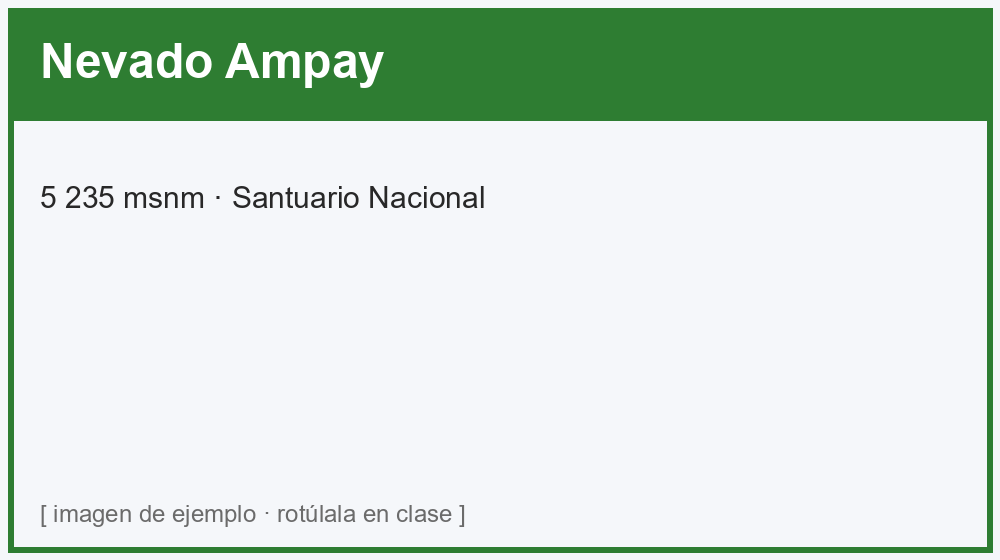 Nevado Ampay
5 235 msnm · Santuario Nacional
[ imagen de ejemplo · rotúlala en clase ]